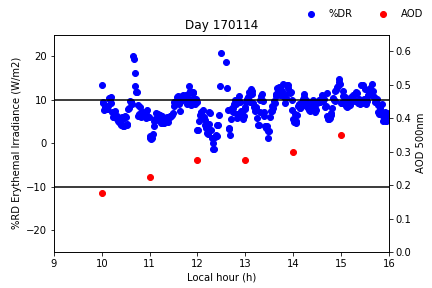 %DR AOD
Day 170114
%RD Erythermal Irradiance (W/m2)
20
10
0
−10
−20
0.6
0.5
0.4
0.3
0.2
0.1
0.0
AOD 500nm
9 10 11 12 13 14 15 16
Local hour (h)